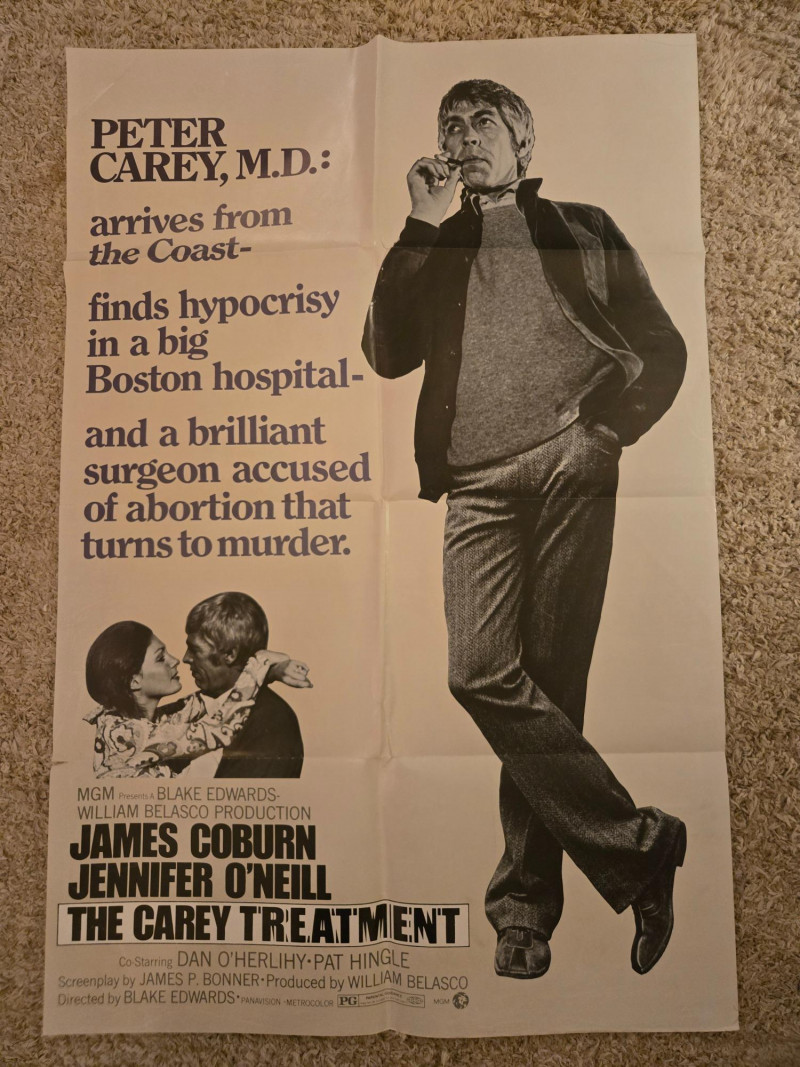 PETER
CAREY, M.D.:
arrives from
the Coast-
finds hypocrisy
in a big
Boston hospital-
and a brilliant
surgeon accused
of abortion that
turns to murder.
MGM Presents A BLAKE EDWARDS-
WILLIAM BELASCO PRODUCTION
JAMES COBURN
JENNIFER O'NEILL
THE CAREY TREATMENT
Co-Starring DAN O'HERLIHY·PAT HINGLE
Screenplay by JAMES P. BONNER·Produced by WILLIAM BELASCO
Directed by BLAKE EDWARDS·PANAVISION·METROCOLOR PG MGM